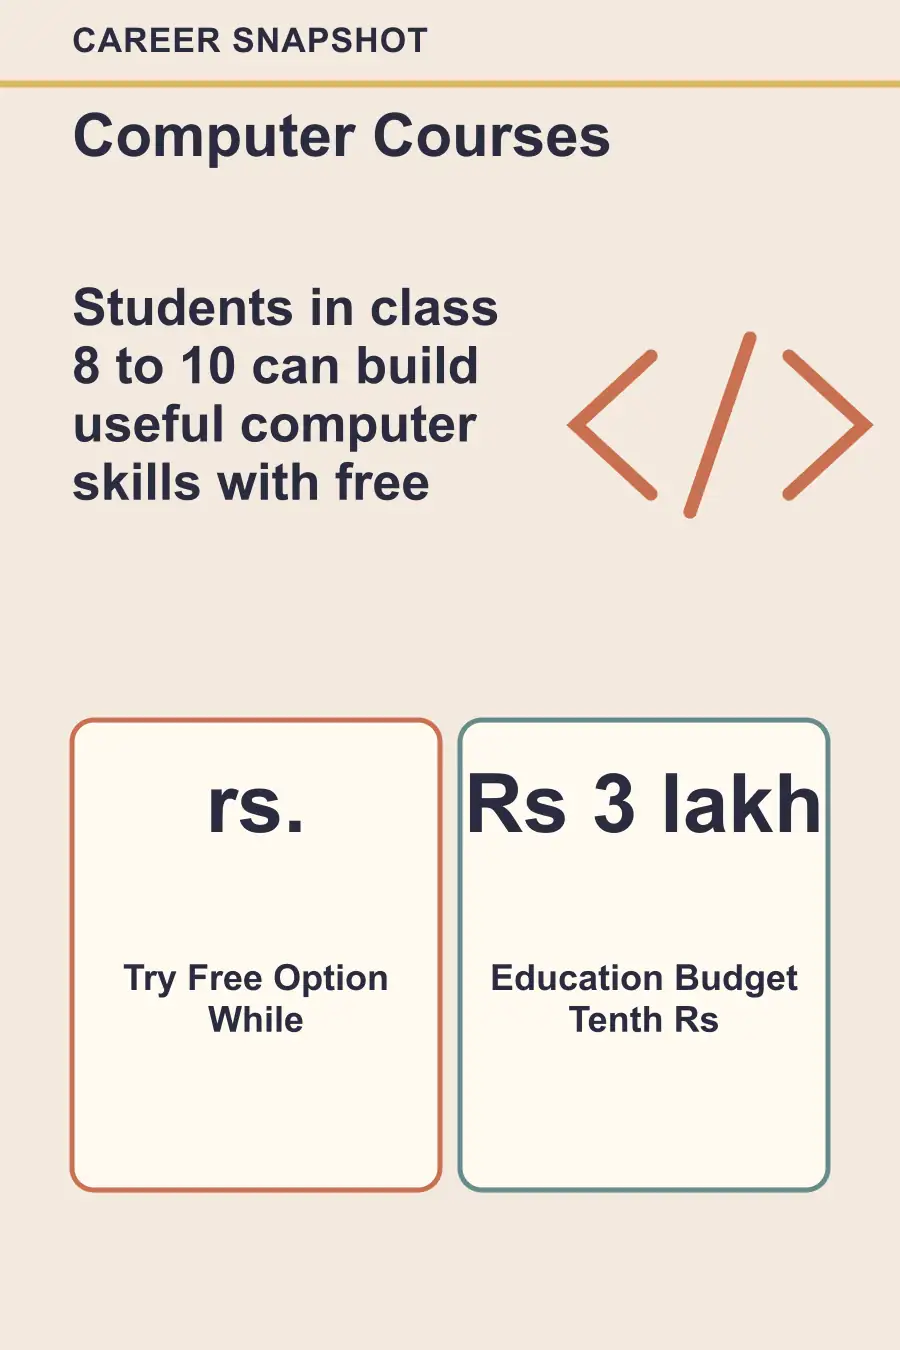 CAREER SNAPSHOT
Computer Courses
Students in class
8 to 10 can build
useful computer
skills with free
rs.
Try Free Option
While
Rs 3 lakh
Education Budget
Tenth Rs